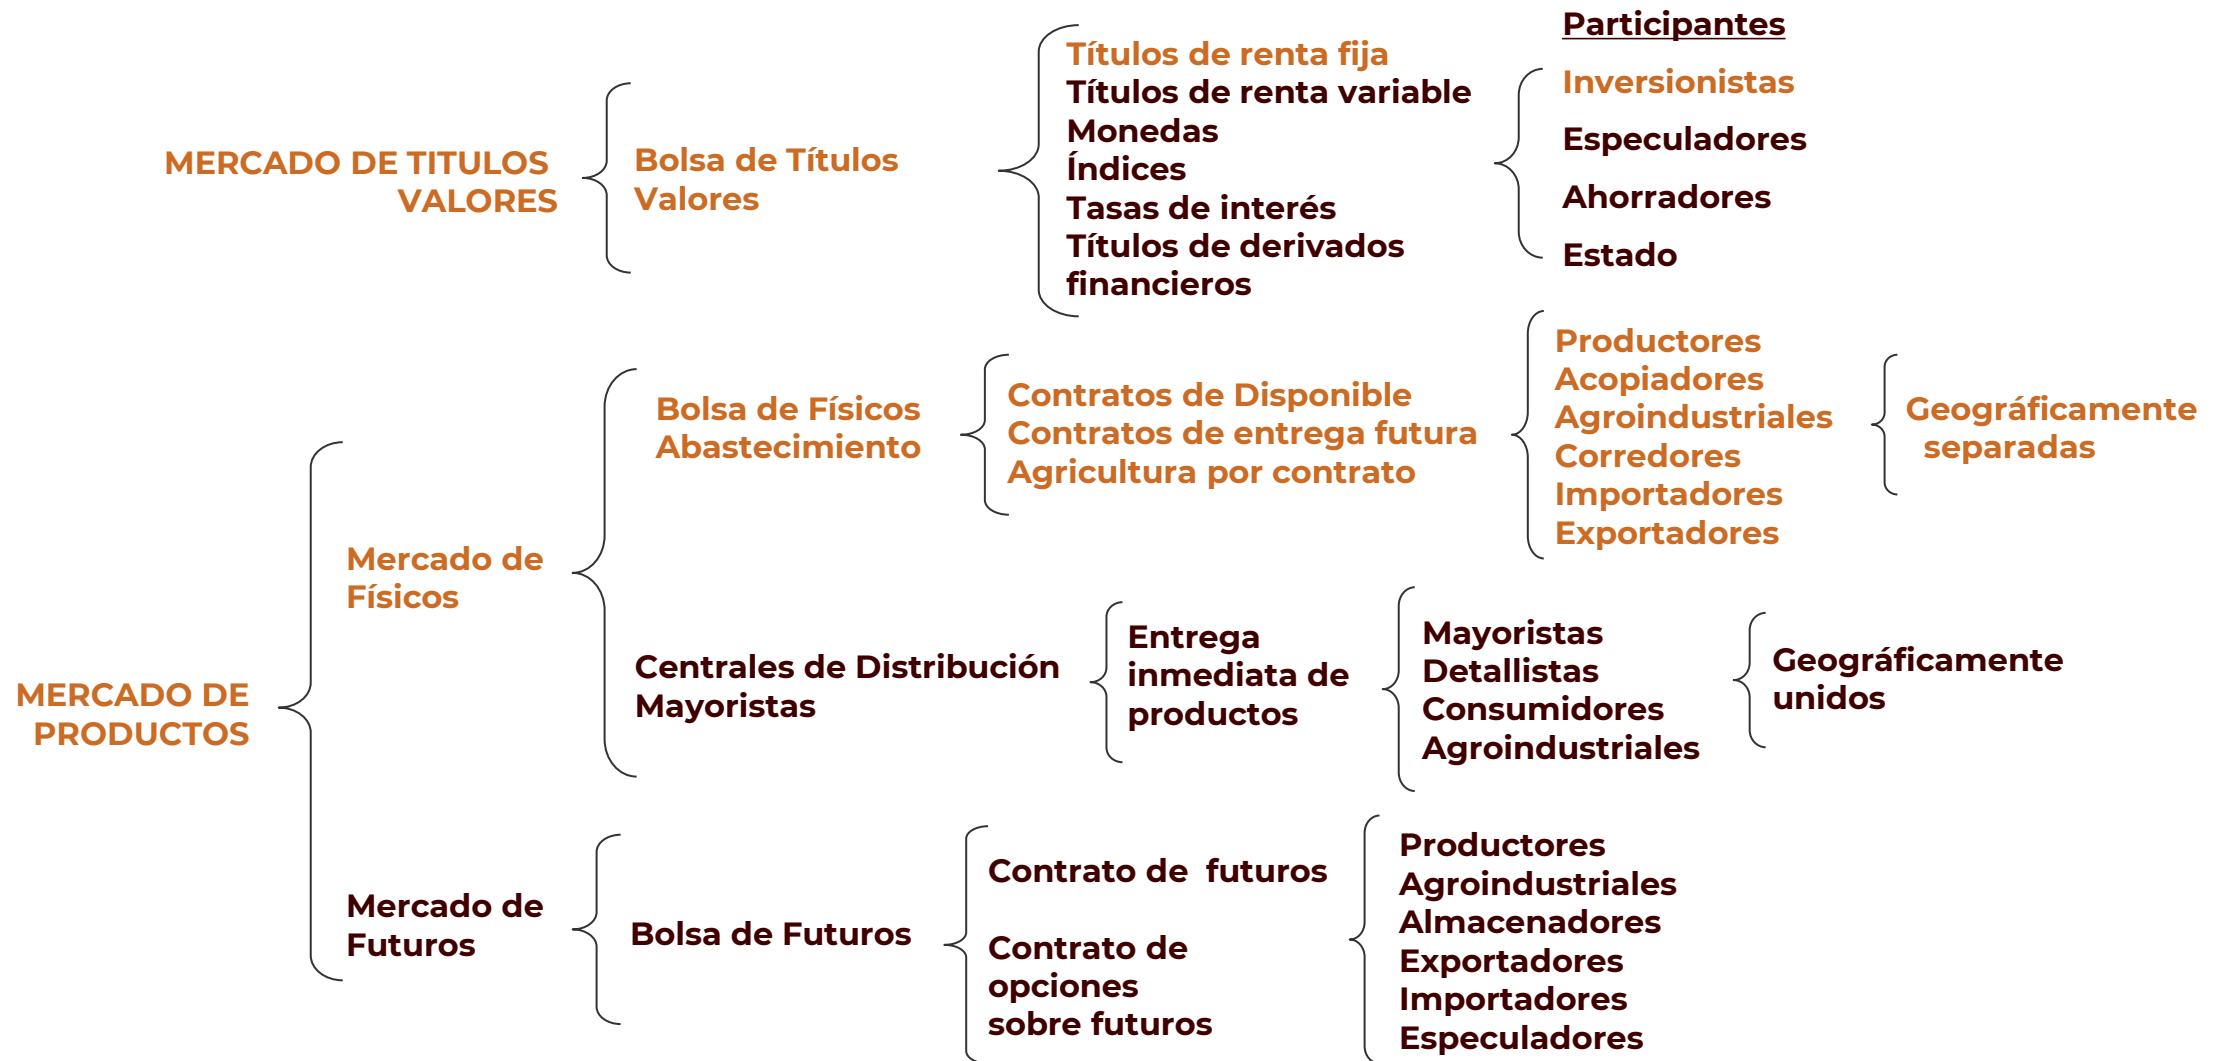 Participantes
MERCADO DE TITULOS
VALORES
Bolsa de Títulos
Valores
Títulos de renta fija
Títulos de renta variable
Monedas
Índices
Tasas de interés
Títulos de derivados
financieros
Inversionistas
Especuladores
Ahorradores
Estado
MERCADO DE
PRODUCTOS
Mercado de
Físicos
Bolsa de Físicos
Abastecimiento
Contratos de Disponible
Contratos de entrega futura
Agricultura por contrato
Productores
Acopiadores
Agroindustriales
Corredores
Importadores
Exportadores
Geográficamente
separadas
Centrales de Distribución
Mayoristas
Entrega
inmediata de
productos
Mayoristas
Detallistas
Consumidores
Agroindustriales
Geográficamente
unidos
Mercado de
Futuros
Bolsa de Futuros
Contrato de futuros
Contrato de
opciones
sobre futuros
Productores
Agroindustriales
Almacenadores
Exportadores
Importadores
Especuladores